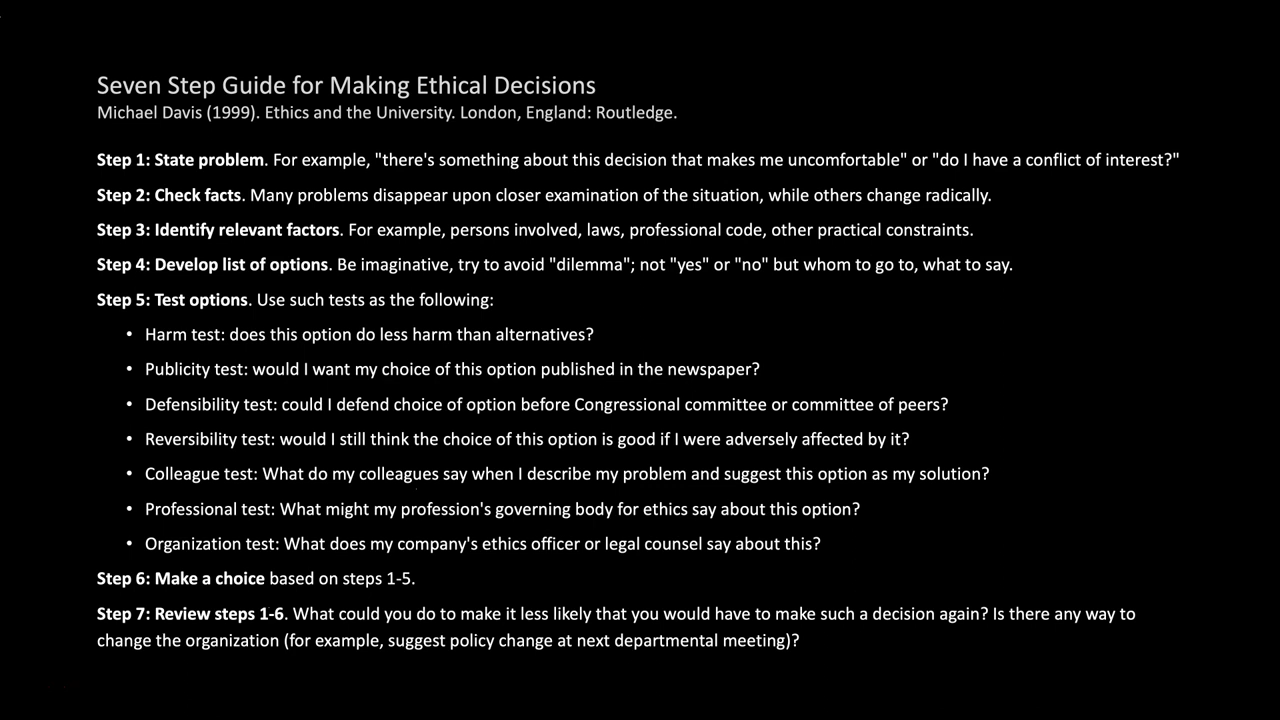 Seven Step Guide for Making Ethical Decisions
Michael Davis (1999). Ethics and the University. London, England: Routledge.
Step 1: State problem. For example, "there's something about this decision that makes me uncomfortable" or "do I have a conflict of interest?"
Step 2: Check facts. Many problems disappear upon closer examination of the situation, while others change radically.
Step 3: Identify relevant factors. For example, persons involved, laws, professional code, other practical constraints.
Step 4: Develop list of options. Be imaginative, try to avoid "dilemma"; not "yes" or "no" but whom to go to, what to say.
Step 5: Test options. Use such tests as the following:
• Harm test: does this option do less harm than alternatives?
• Publicity test: would I want my choice of this option published in the newspaper?
• Defensibility test: could I defend choice of option before Congressional committee or committee of peers?
• Reversibility test: would I still think the choice of this option is good if I were adversely affected by it?
• Colleague test: What do my colleagues say when I describe my problem and suggest this option as my solution?
• Professional test: What might my profession's governing body for ethics say about this option?
• Organization test: What does my company's ethics officer or legal counsel say about this?
Step 6: Make a choice based on steps 1-5.
Step 7: Review steps 1-6. What could you do to make it less likely that you would have to make such a decision again? Is there any way to
change the organization (for example, suggest policy change at next departmental meeting)?